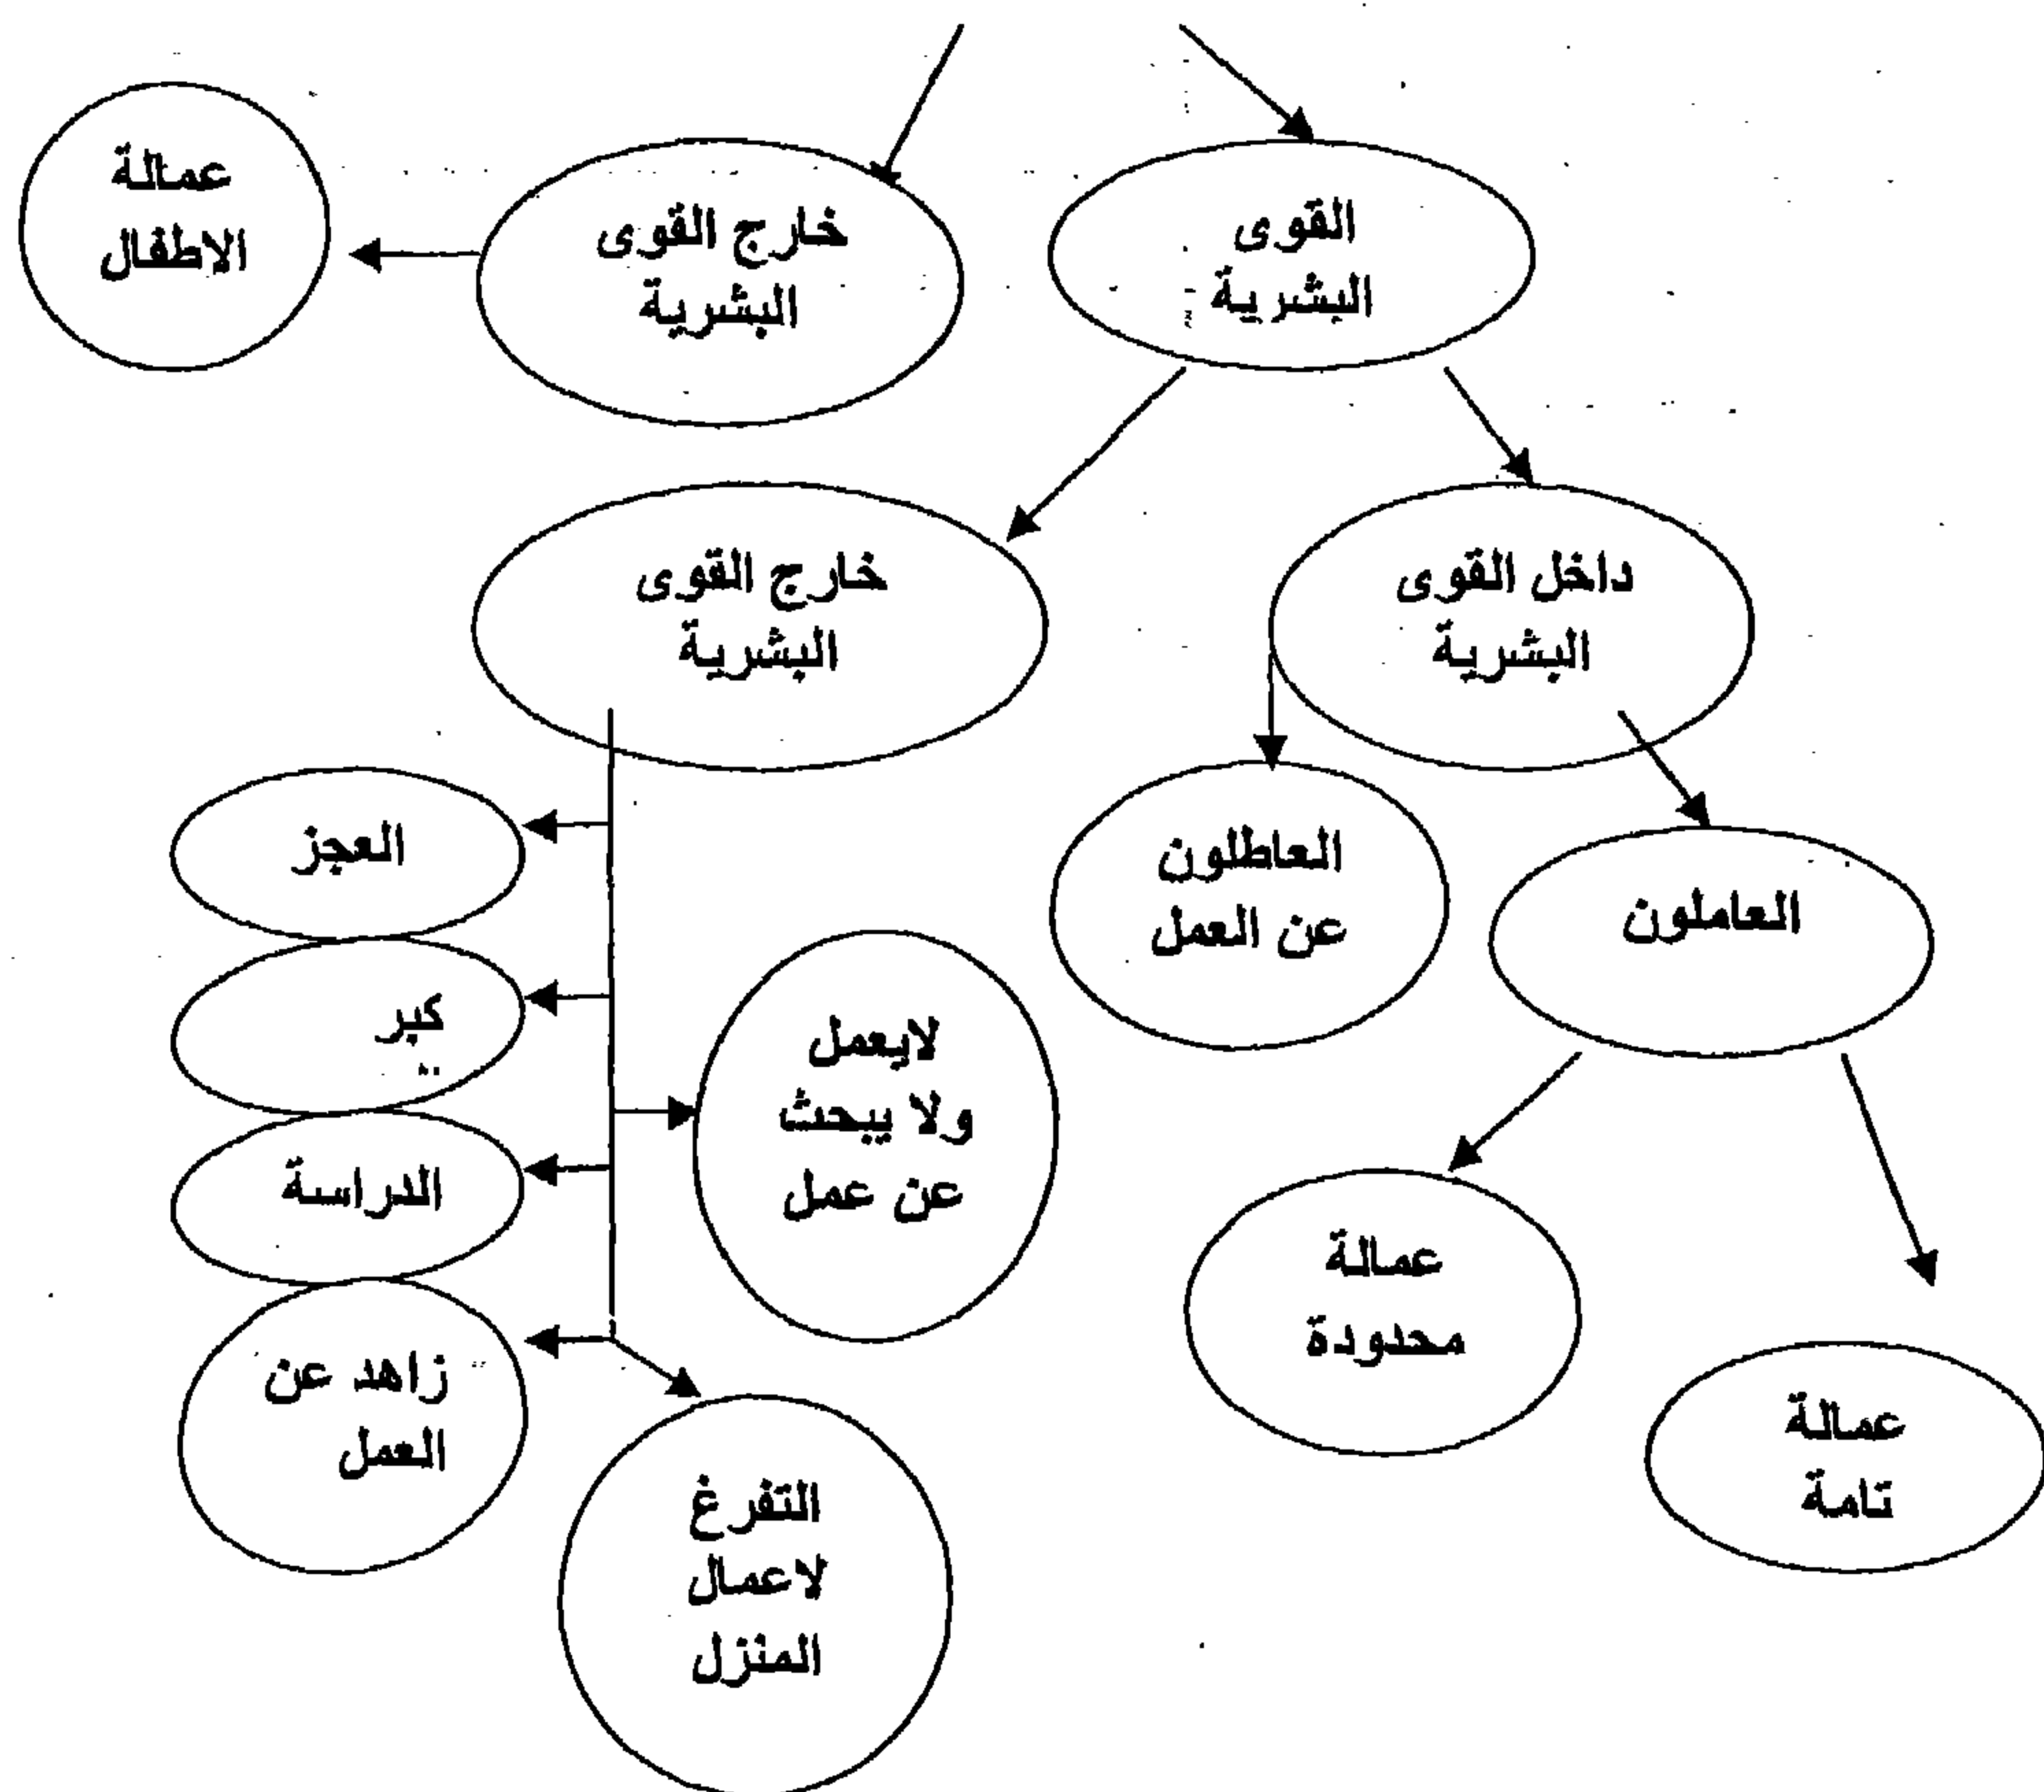 القوى
البشرية
خارج القوى
البشرية
عمالة
الاطفال
داخل القوى
البشرية
خارج القوى
البشرية
العاملون
العاطلون
عن العمل
العجز
كبر
لايعمل
ولا يبحث
عن عمل
الدراسة
عمالة
محدودة
زاهد عن
العمل
عمالة
تامة
التفرغ
لاعمال
المنزل